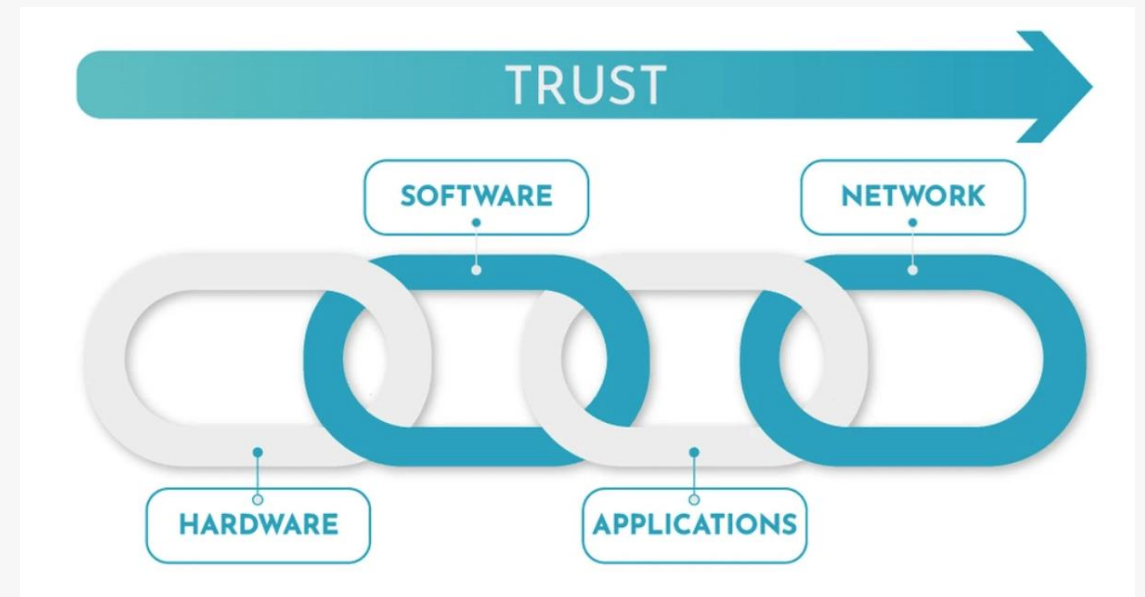 TRUST
SOFTWARE
NETWORK
HARDWARE
APPLICATIONS